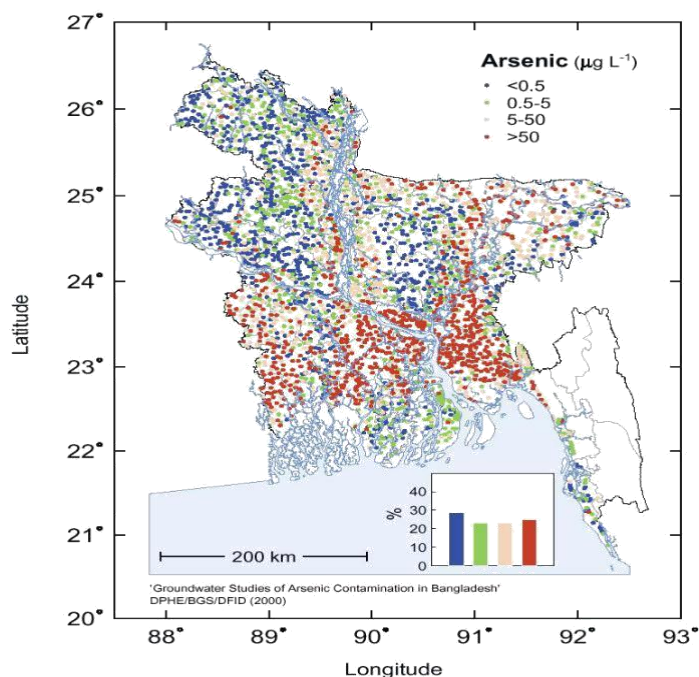 27°
26°
25°
24°
23°
22°
21°
20°
Latitude
Arsenic (µg L⁻¹)
<0.5
0.5-5
5-50
>50
%
40
30
20
10
0
200 km
'Groundwater Studies of Arsenic Contamination in Bangladesh'
DPHE/BGS/DFID (2000)
88° 89° 90° 91° 92° 93°
Longitude